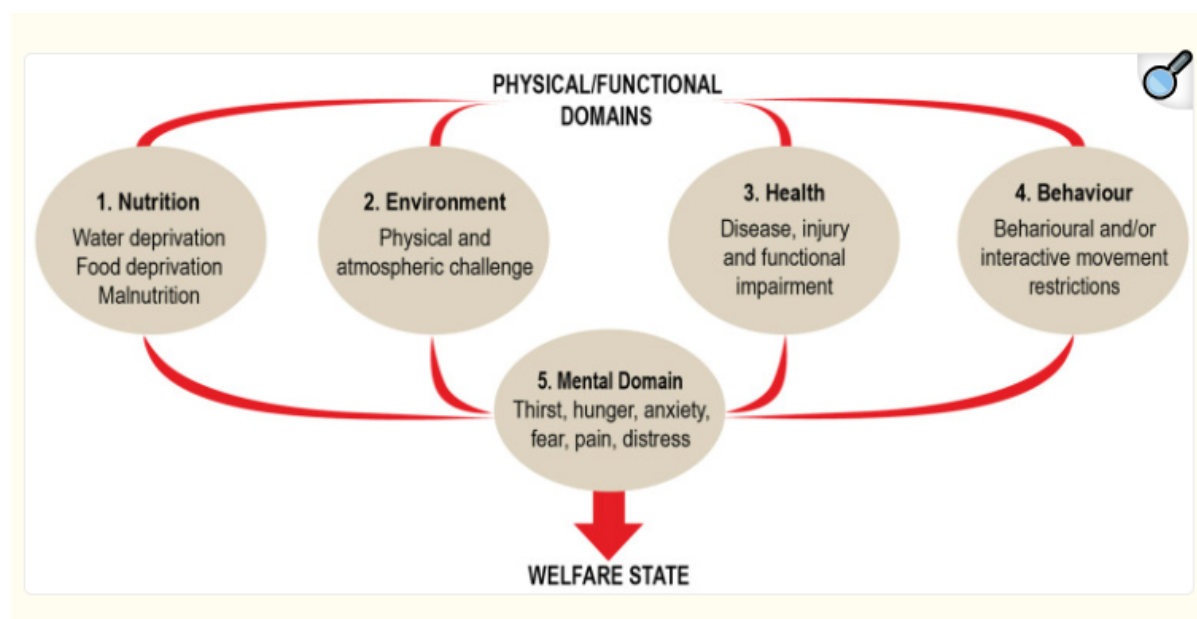 PHYSICAL/FUNCTIONAL
DOMAINS
1. Nutrition
Water deprivation
Food deprivation
Malnutrition
2. Environment
Physical and
atmospheric challenge
3. Health
Disease, injury
and functional
impairment
4. Behaviour
Beharioural and/or
interactive movement
restrictions
5. Mental Domain
Thirst, hunger, anxiety,
fear, pain, distress
WELFARE STATE